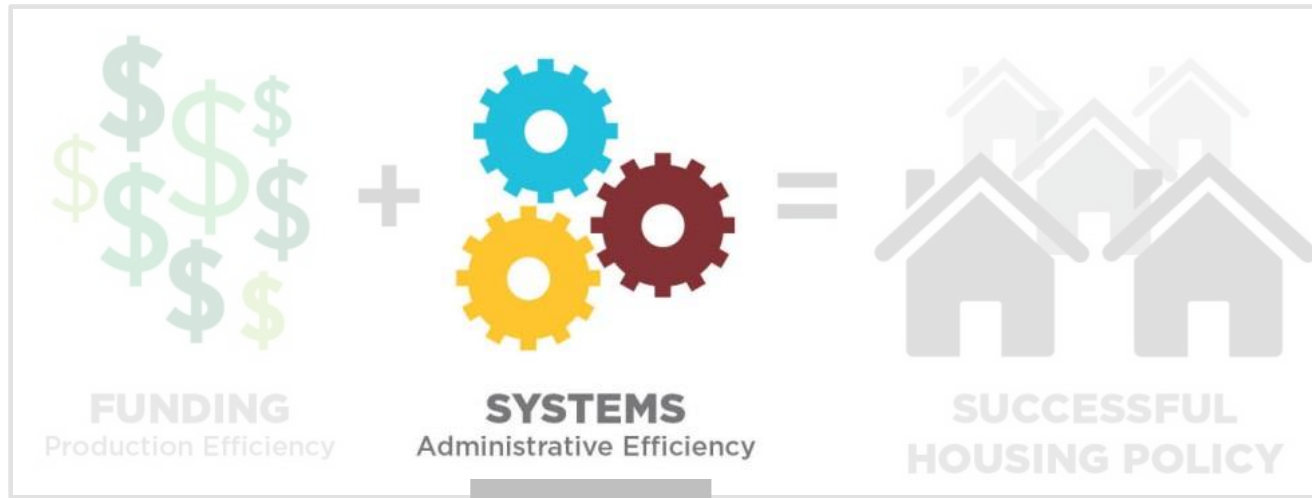 FUNDING
Production Efficiency
+
SYSTEMS
Administrative Efficiency
=
SUCCESSFUL
HOUSING POLICY